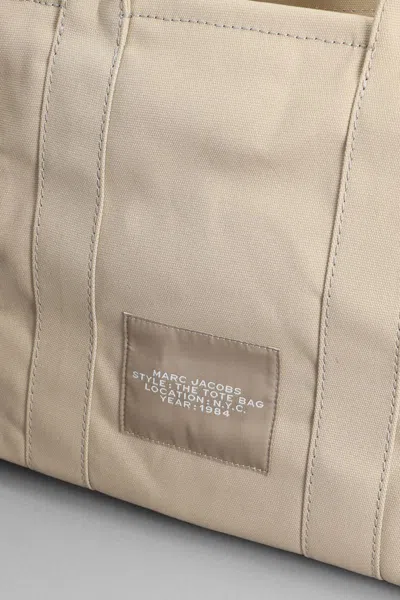 MARC JACOBS
STYLE:THE TOTE BAG
LOCATION:N.Y.C.
YEAR:1984